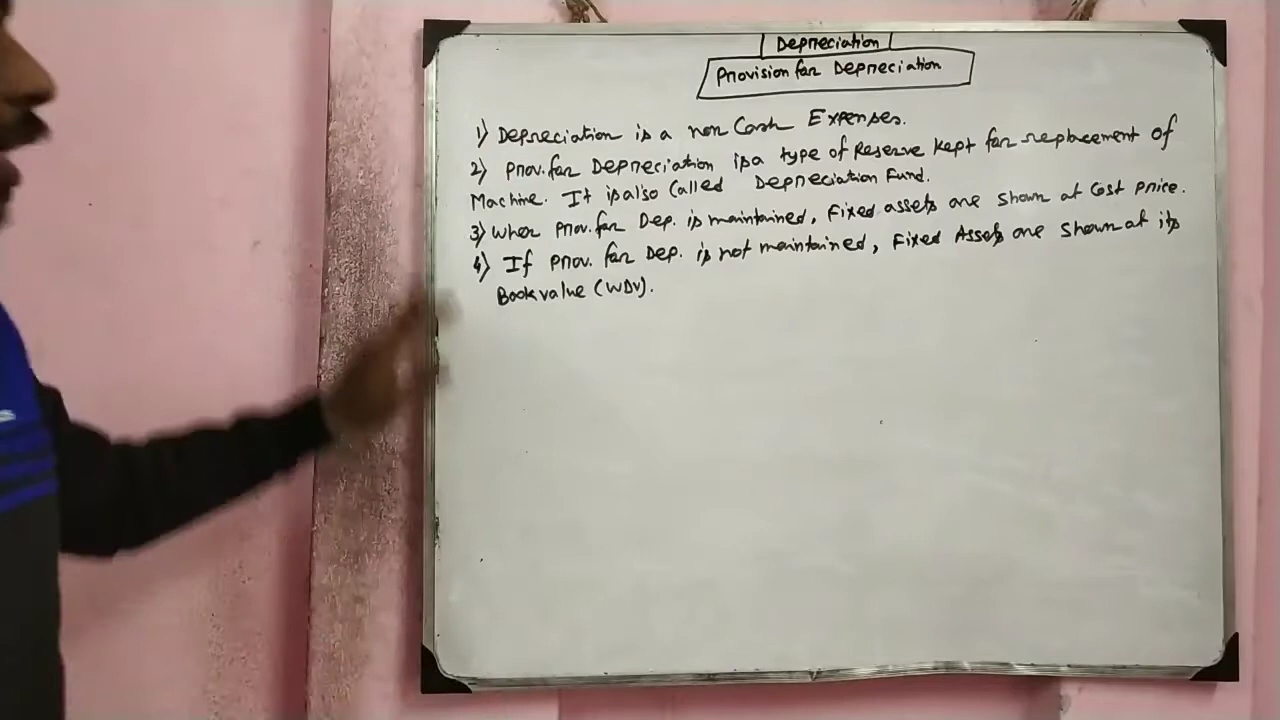 Depreciation
Provision for Depreciation
1) Depreciation is a non Cash Expenses.
2) Prov. for Depreciation is a type of Reserve kept for replacement of
Machine. It is also Called Depreciation Fund.
3) When Prov. for Dep. is maintained, Fixed assets are shown at Cost Price.
4) If Prov. for Dep. is not maintained, Fixed Assets are shown at its
Book value (WDV).